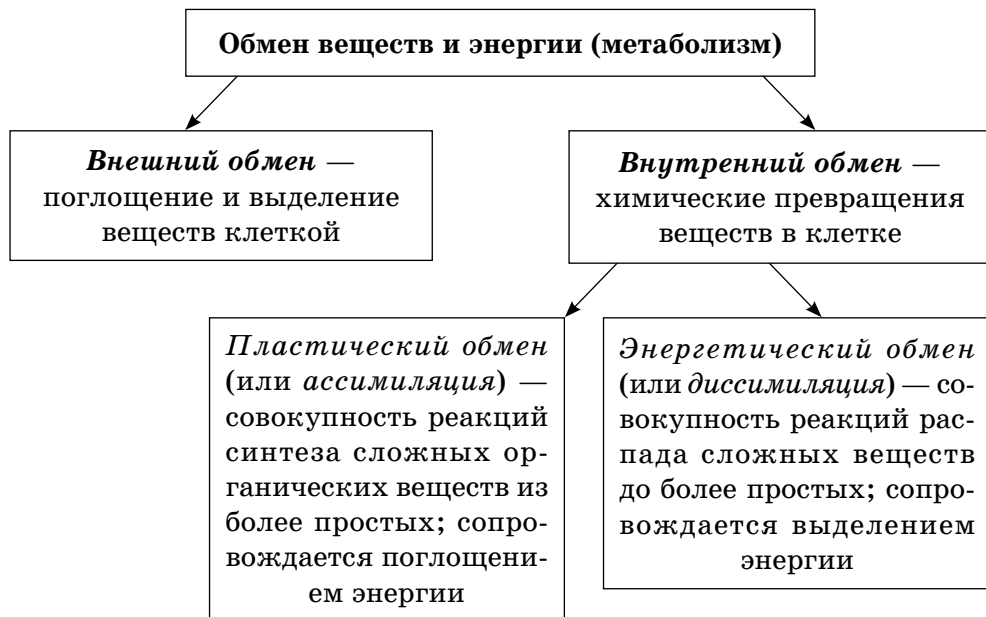 Обмен веществ и энергии (метаболизм)
Внешний обмен —
поглощение и выделение
веществ клеткой
Внутренний обмен —
химические превращения
веществ в клетке
Пластический обмен
(или ассимиляция) —
совокупность реакций
синтеза сложных ор-
ганических веществ из
более простых; сопро-
вождается поглощени-
ем энергии
Энергетический обмен
(или диссимиляция) — со-
вокупность реакций рас-
пада сложных веществ
до более простых; сопро-
вождается выделением
энергии